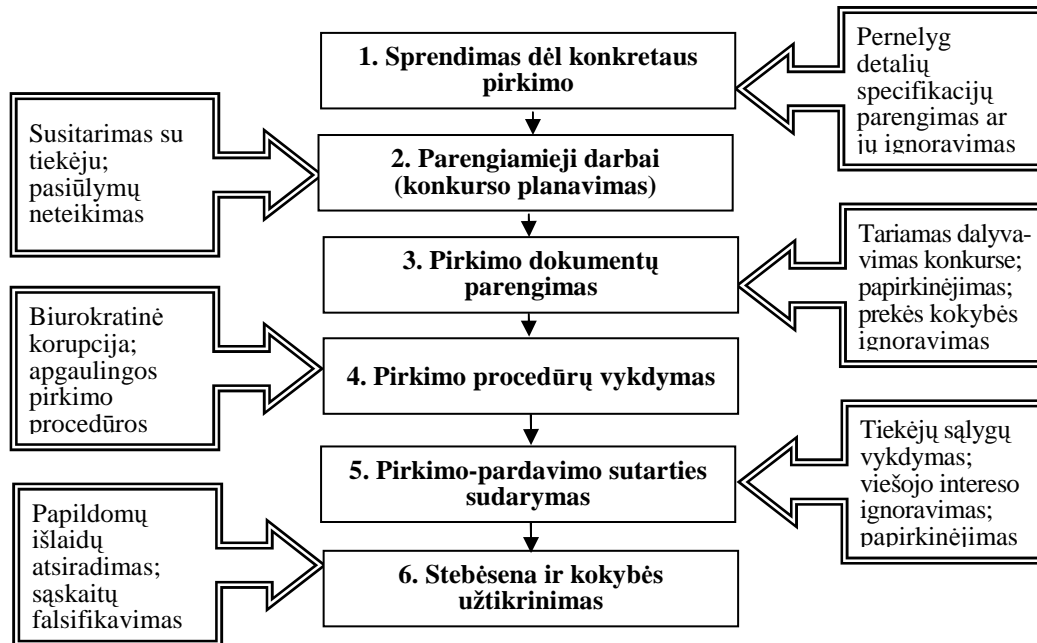 1. Sprendimas dėl konkretaus
pirkimo
Pernelyg
detalių
specifikacijų
parengimas ar
jų ignoravimas
Susitarimas su
tiekėju;
pasiūlymų
neteikimas
2. Parengiamieji darbai
(konkurso planavimas)
3. Pirkimo dokumentų
parengimas
Tariamas dalyva-
vimas konkurse;
papirkinėjimas;
prekės kokybės
ignoravimas
Biurokratinė
korupcija;
apgaulingos
pirkimo
procedūros
4. Pirkimo procedūrų vykdymas
5. Pirkimo-pardavimo sutarties
sudarymas
Tiekėjų sąlygų
vykdymas;
viešojo intereso
ignoravimas;
papirkinėjimas
Papildomų
išlaidų
atsiradimas;
sąskaitų
falsifikavimas
6. Stebėsena ir kokybės
užtikrinimas